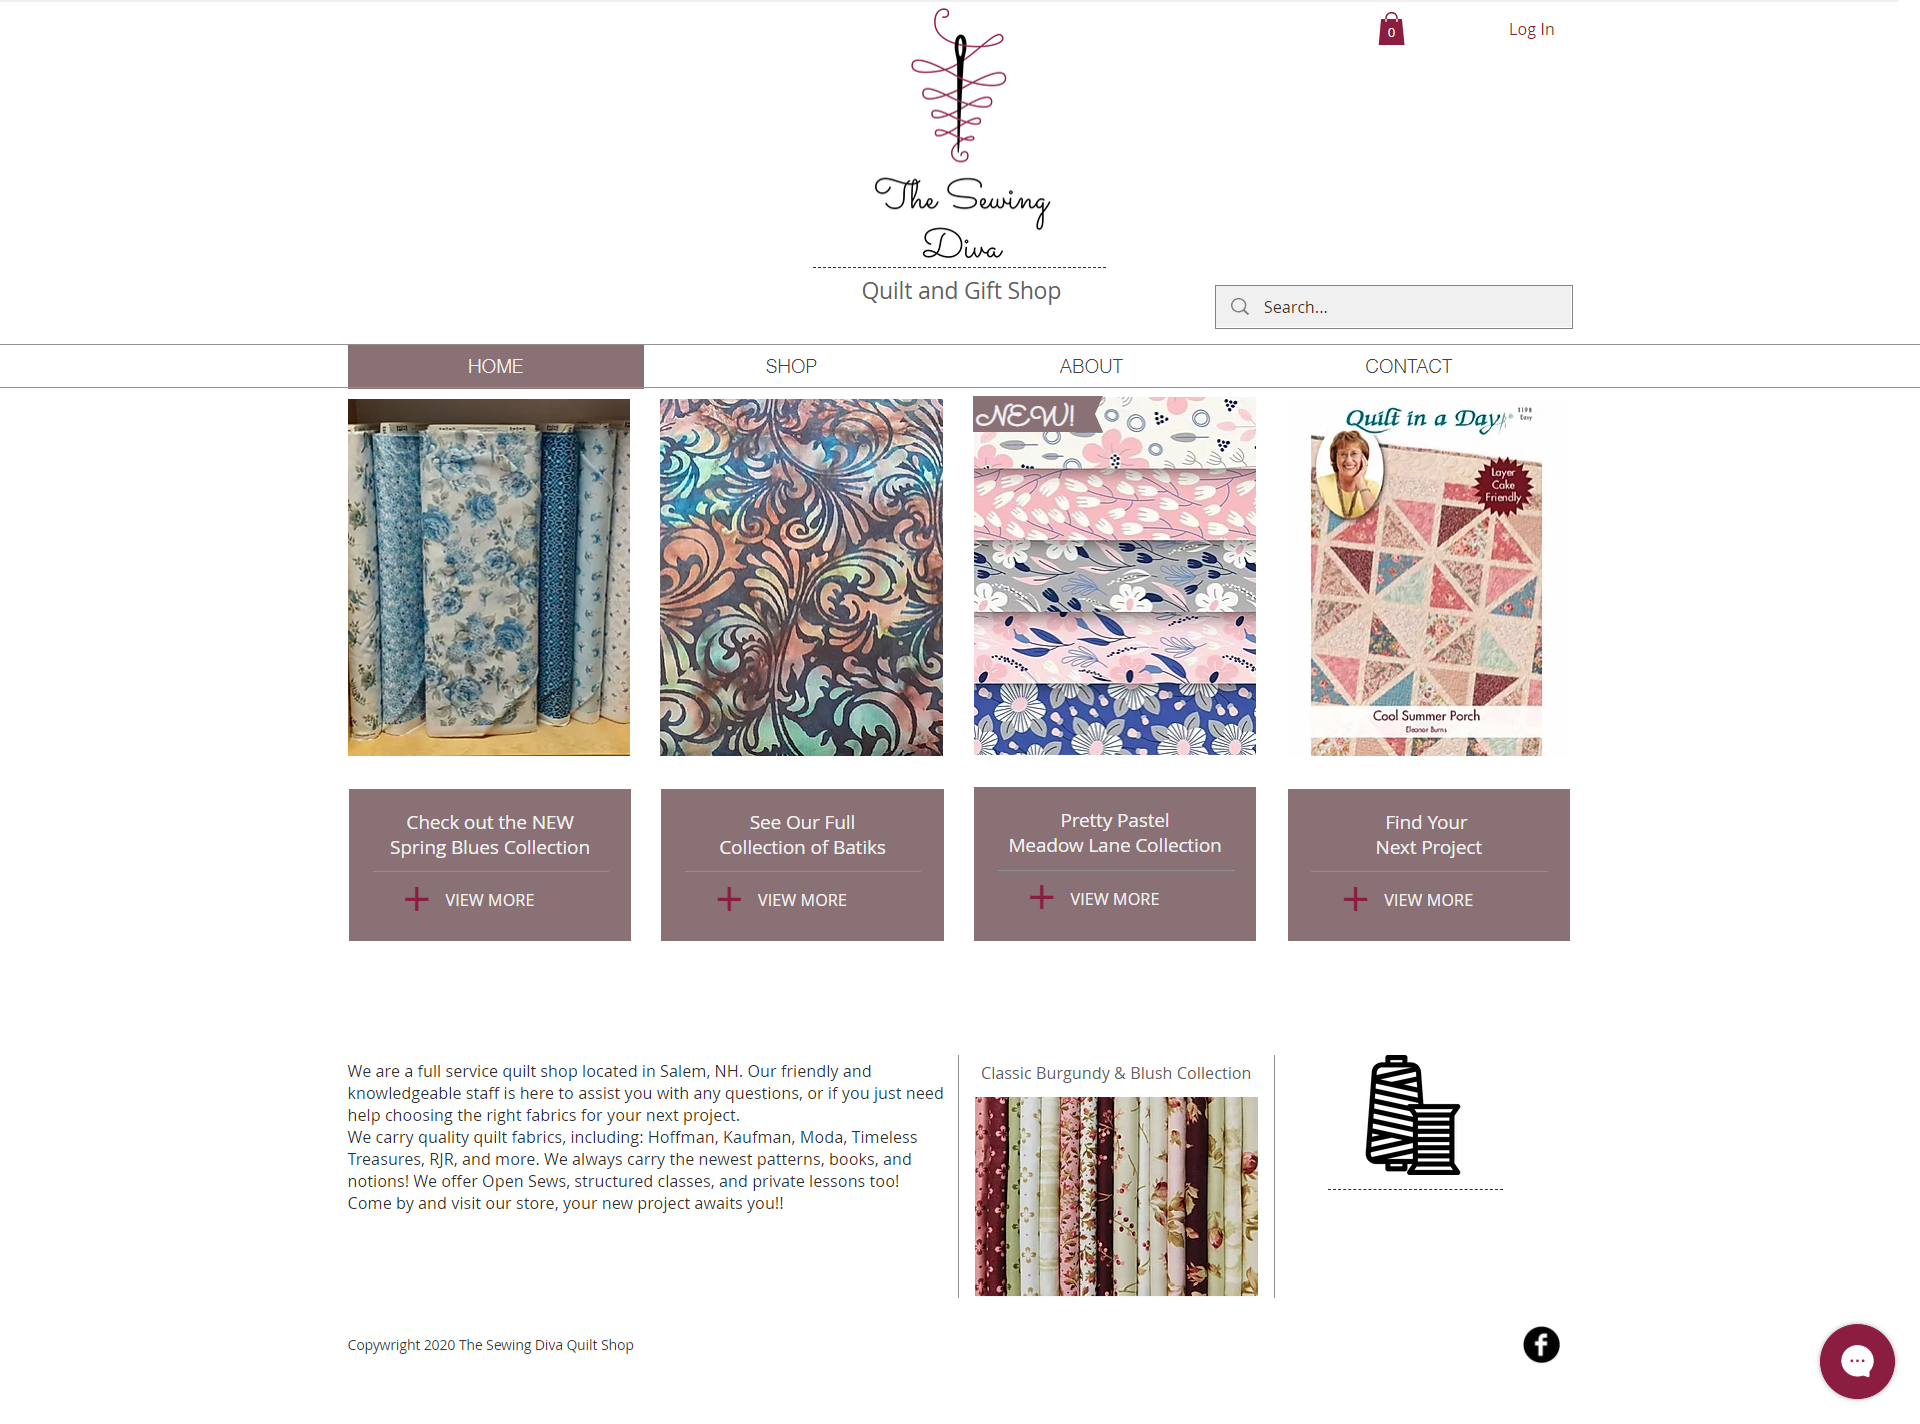 0
Log In
The Sewing
Diva
Quilt and Gift Shop
Search...
HOME
SHOP
ABOUT
CONTACT
NEW!
Quilt in a Day
1198
Easy
Layer
Cake
Friendly
Cool Summer Porch
Eleanor Burns
Check out the NEW
Spring Blues Collection
VIEW MORE
See Our Full
Collection of Batiks
VIEW MORE
Pretty Pastel
Meadow Lane Collection
VIEW MORE
Find Your
Next Project
VIEW MORE
We are a full service quilt shop located in Salem, NH. Our friendly and
knowledgeable staff is here to assist you with any questions, or if you just need
help choosing the right fabrics for your next project.
We carry quality quilt fabrics, including: Hoffman, Kaufman, Moda, Timeless
Treasures, RJR, and more. We always carry the newest patterns, books, and
notions! We offer Open Sews, structured classes, and private lessons too!
Come by and visit our store, your new project awaits you!!
Classic Burgundy & Blush Collection
Copywright 2020 The Sewing Diva Quilt Shop